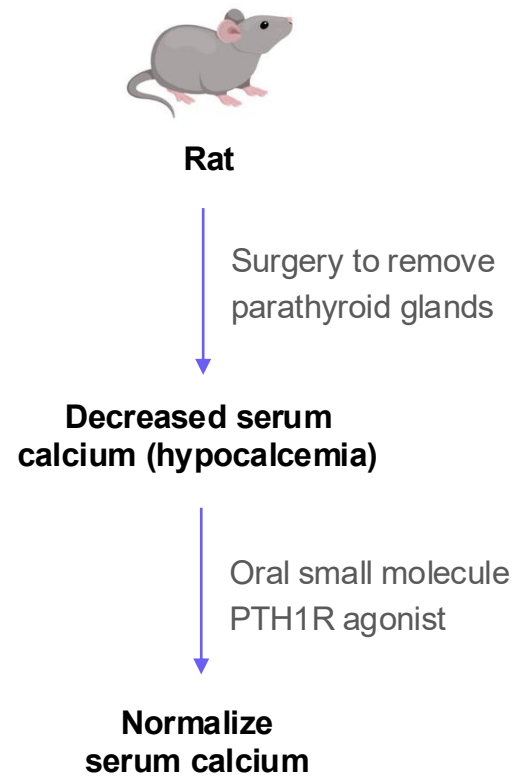 Rat
Surgery to remove
parathyroid glands
Decreased serum
calcium (hypocalcemia)
Oral small molecule
PTH1R agonist
Normalize
serum calcium